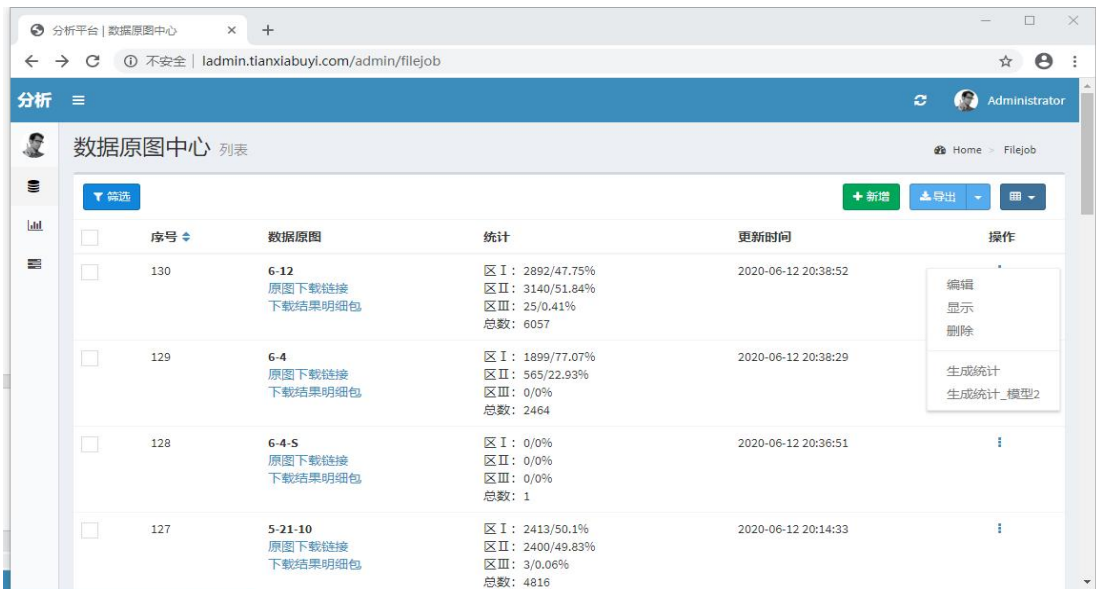 分析平台 | 数据原图中心
不安全 | ladmin.tianxiabuyi.com/admin/filejob
分析
Administrator
数据原图中心 列表
Home > Filejob
筛选
新增
导出
序号 数据原图 统计 更新时间 操作
130 6-12 区Ⅰ: 2892/47.75% 2020-06-12 20:38:52
原图下载链接 区Ⅱ: 3140/51.84%
下载结果明细包 区Ⅲ: 25/0.41%
总数: 6057
编辑
显示
删除
生成统计
生成统计_模型2
129 6-4 区Ⅰ: 1899/77.07% 2020-06-12 20:38:29
原图下载链接 区Ⅱ: 565/22.93%
下载结果明细包 区Ⅲ: 0/0%
总数: 2464
128 6-4-S 区Ⅰ: 0/0% 2020-06-12 20:36:51
原图下载链接 区Ⅱ: 0/0%
下载结果明细包 区Ⅲ: 0/0%
总数: 1
127 5-21-10 区Ⅰ: 2413/50.1% 2020-06-12 20:14:33
原图下载链接 区Ⅱ: 2400/49.83%
下载结果明细包 区Ⅲ: 3/0.06%
总数: 4816